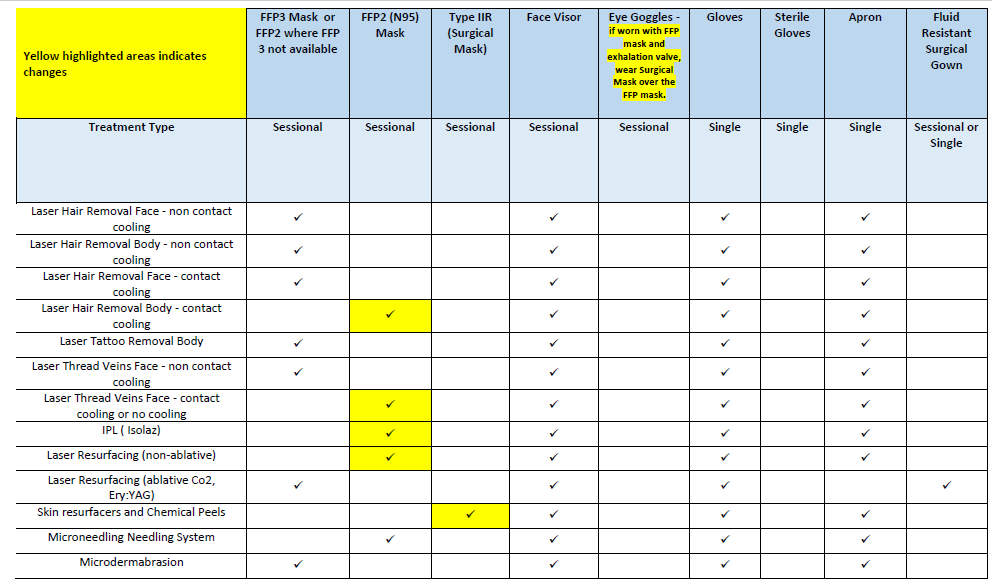 Yellow highlighted areas indicates
changes
FFP3 Mask or
FFP2 where FFP
3 not available
FFP2 (N95)
Mask
Type IIR
(Surgical
Mask)
Face Visor
Eye Goggles -
if worn with FFP
mask and
exhalation valve,
wear Surgical
Mask over the
FFP mask.
Gloves
Sterile
Gloves
Apron
Fluid
Resistant
Surgical
Gown
Treatment Type
Sessional
Sessional
Sessional
Sessional
Sessional
Single
Single
Single
Sessional or
Single
Laser Hair Removal Face - non contact
cooling
✓ ✓ ✓ ✓
Laser Hair Removal Body - non contact
cooling
✓ ✓ ✓ ✓
Laser Hair Removal Face - contact
cooling
✓ ✓ ✓ ✓
Laser Hair Removal Body - contact
cooling
✓ ✓ ✓ ✓
Laser Tattoo Removal Body
✓ ✓ ✓ ✓
Laser Thread Veins Face - non contact
cooling
✓ ✓ ✓ ✓
Laser Thread Veins Face - contact
cooling or no cooling
✓ ✓ ✓ ✓
IPL ( Isolaz)
✓ ✓ ✓ ✓
Laser Resurfacing (non-ablative)
✓ ✓ ✓ ✓
Laser Resurfacing (ablative Co2,
Ery:YAG)
✓ ✓ ✓ ✓
Skin resurfacers and Chemical Peels
✓ ✓ ✓ ✓
Microneedling Needling System
✓ ✓ ✓ ✓
Microdermabrasion
✓ ✓ ✓ ✓